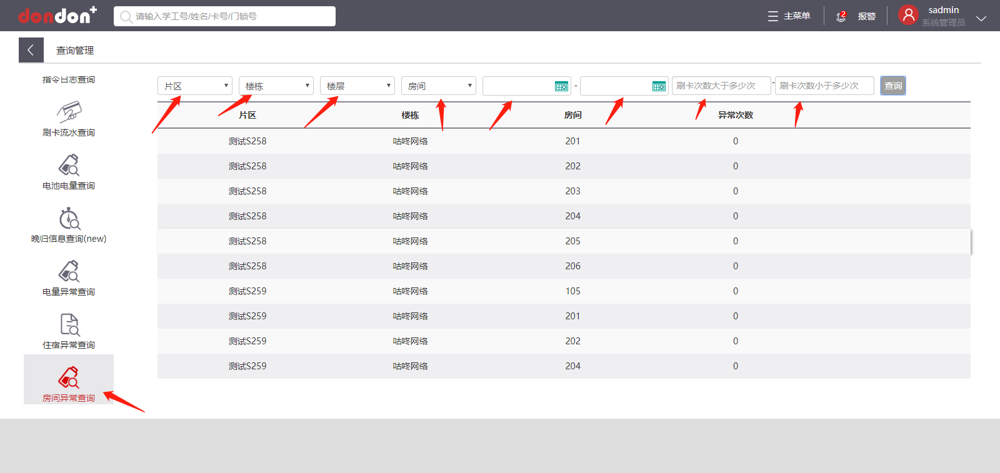 dondon+
请输入学工号/姓名/卡号/门锁号
主菜单
2
报警
sadmin
系统管理员
查询管理
指令日志查询
刷卡流水查询
电池电量查询
晚归信息查询(new)
电量异常查询
住宿异常查询
房间异常查询
片区 楼栋 楼层 房间 - 刷卡次数大于多少次 - 刷卡次数小于多少次 查询
片区 楼栋 房间 异常次数
测试S258 咕咚网络 201 0
测试S258 咕咚网络 202 0
测试S258 咕咚网络 203 0
测试S258 咕咚网络 204 0
测试S258 咕咚网络 205 0
测试S258 咕咚网络 206 0
测试S259 咕咚网络 105 0
测试S259 咕咚网络 201 0
测试S259 咕咚网络 202 0
测试S259 咕咚网络 204 0